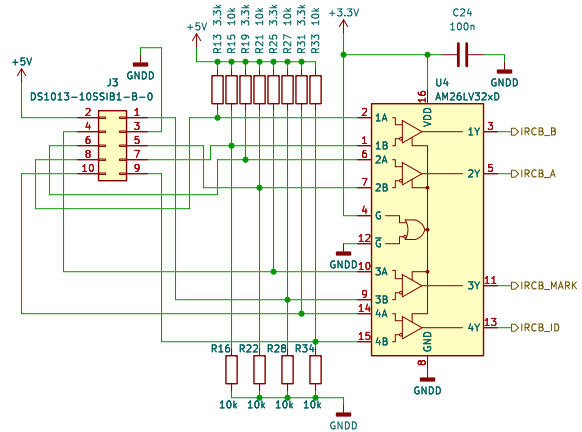 +5V
R13 3.3k
R15 10k
R19 3.3k
R21 10k
R25 3.3k
R27 10k
R31 3.3k
R33 10k
+3.3V
C24
100n
GNDD
+5V
GNDD
J3
DS1013-10SSIB1-B-0
2 1
4 3
6 5
8 7
10 9
U4
AM26LV32xD
16
VDD
2 1A 1Y 3 IRCB_B
1 1B
6 2A 2Y 5 IRCB_A
7 2B
4 G
12 G
GNDD
10 3A 3Y 11 IRCB_MARK
9 3B
14 4A 4Y 13 IRCB_ID
15 4B
GND
8
GNDD
R16 R22 R28 R34
10k 10k 10k 10k
GNDD